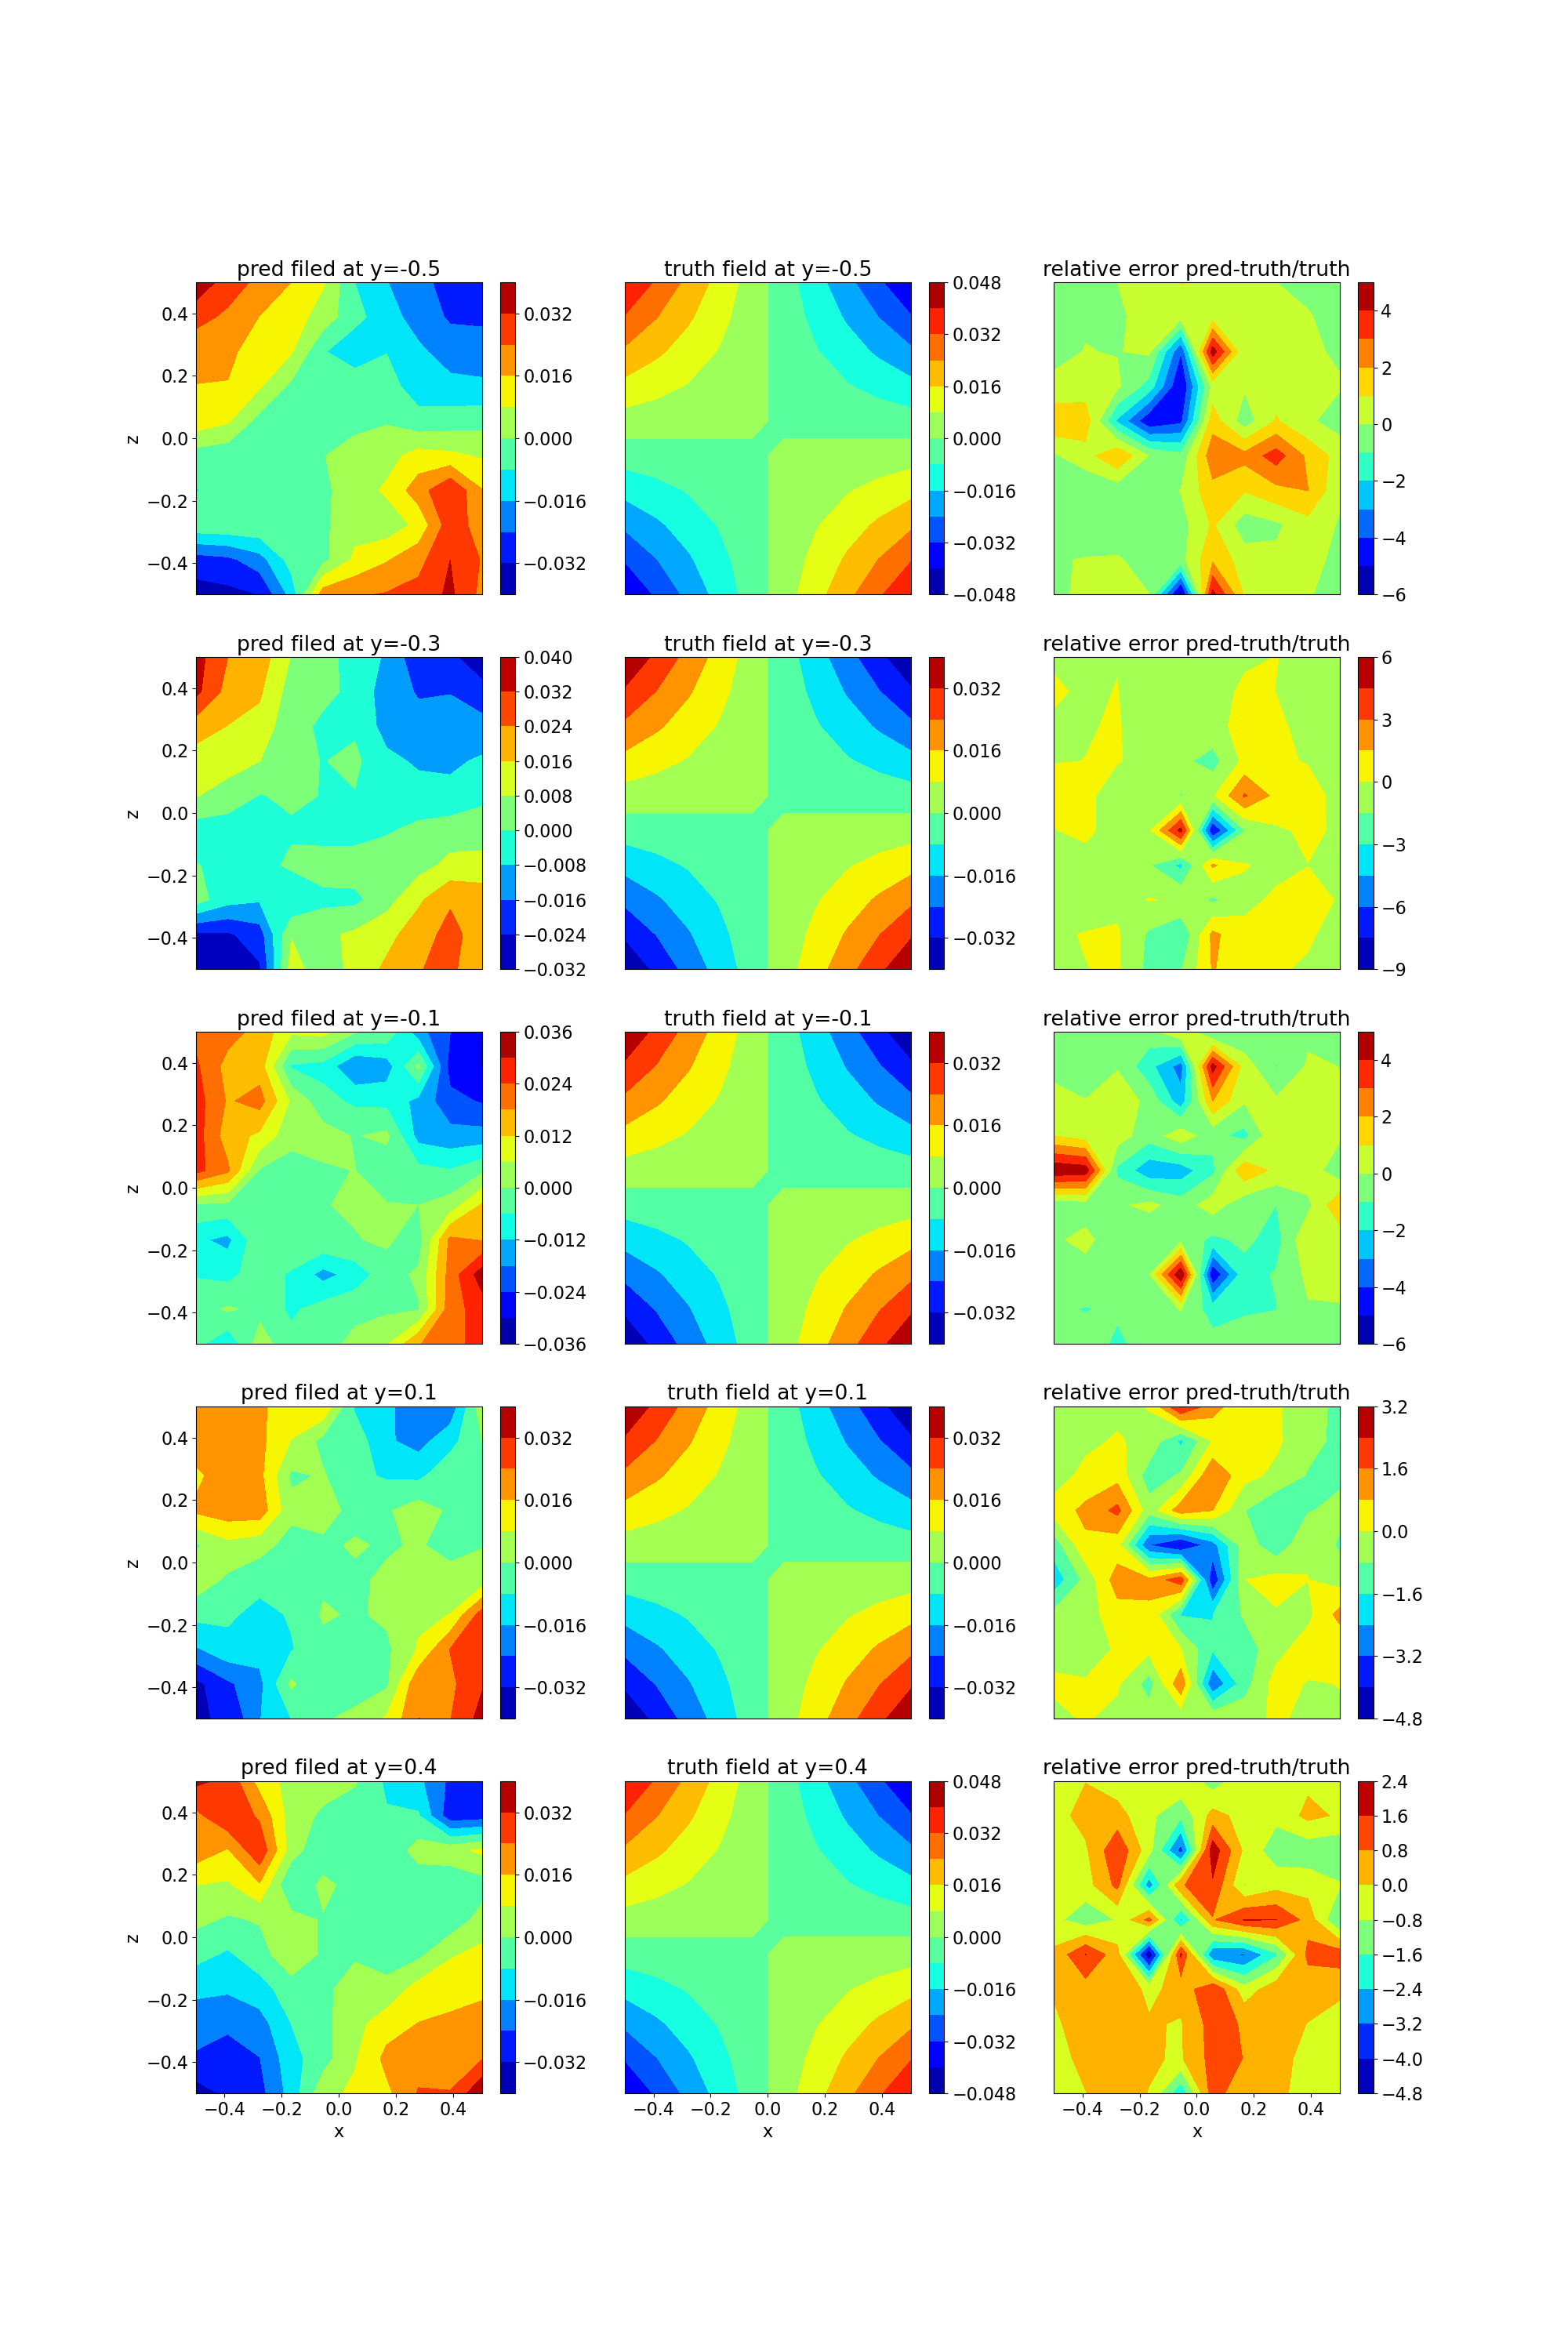 pred filed at y=-0.5 truth field at y=-0.5 relative error pred-truth/truth
0.4 0.2 0.0 −0.2 −0.4
z
0.032 0.016 0.000 −0.016 −0.032
0.048 0.032 0.016 0.000 −0.016 −0.032 −0.048
4 2 0 −2 −4 −6
pred filed at y=-0.3 truth field at y=-0.3 relative error pred-truth/truth
0.4 0.2 0.0 −0.2 −0.4
z
0.040 0.032 0.024 0.016 0.008 0.000 −0.008 −0.016 −0.024 −0.032
0.032 0.016 0.000 −0.016 −0.032
6 3 0 −3 −6 −9
pred filed at y=-0.1 truth field at y=-0.1 relative error pred-truth/truth
0.4 0.2 0.0 −0.2 −0.4
z
0.036 0.024 0.012 0.000 −0.012 −0.024 −0.036
0.032 0.016 0.000 −0.016 −0.032
4 2 0 −2 −4 −6
pred filed at y=0.1 truth field at y=0.1 relative error pred-truth/truth
0.4 0.2 0.0 −0.2 −0.4
z
0.032 0.016 0.000 −0.016 −0.032
0.032 0.016 0.000 −0.016 −0.032
3.2 1.6 0.0 −1.6 −3.2 −4.8
pred filed at y=0.4 truth field at y=0.4 relative error pred-truth/truth
0.4 0.2 0.0 −0.2 −0.4
z
0.032 0.016 0.000 −0.016 −0.032
0.048 0.032 0.016 0.000 −0.016 −0.032 −0.048
2.4 1.6 0.8 0.0 −0.8 −1.6 −2.4 −3.2 −4.0 −4.8
−0.4 −0.2 0.0 0.2 0.4 −0.4 −0.2 0.0 0.2 0.4 −0.4 −0.2 0.0 0.2 0.4
x x x